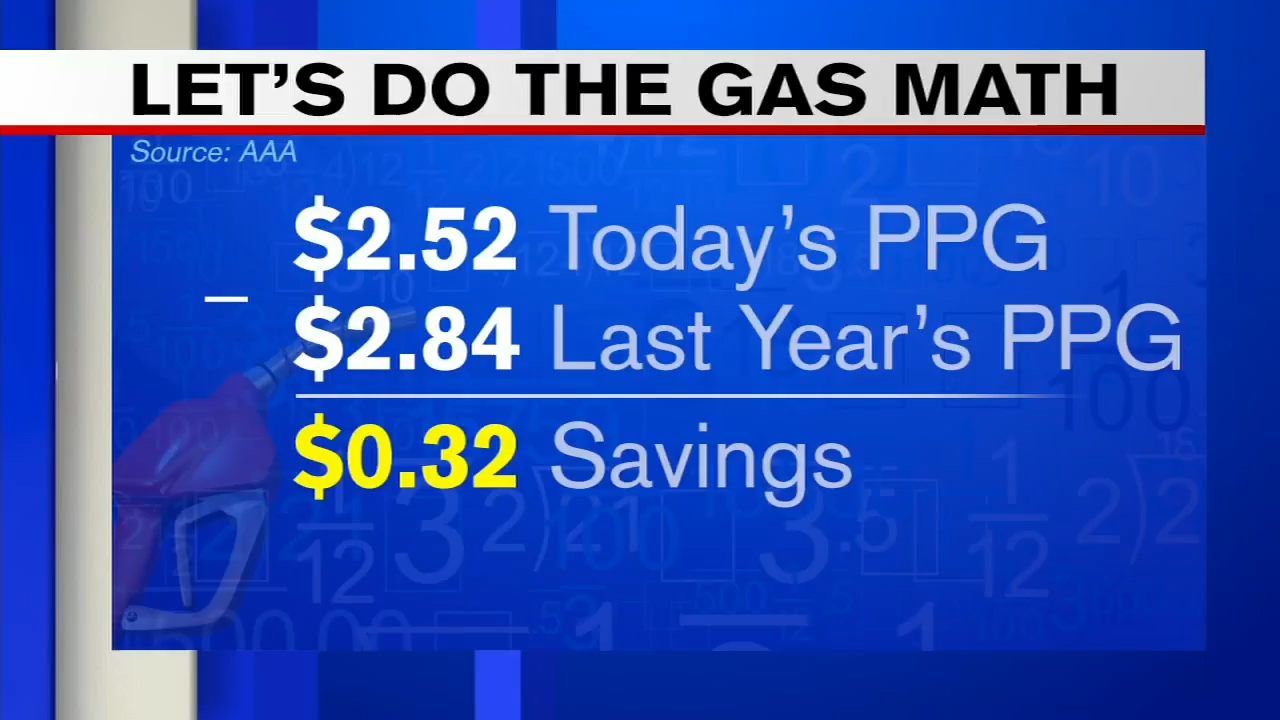 LET'S DO THE GAS MATH
Source: AAA
$2.52 Today's PPG
–
$2.84 Last Year's PPG
$0.32 Savings